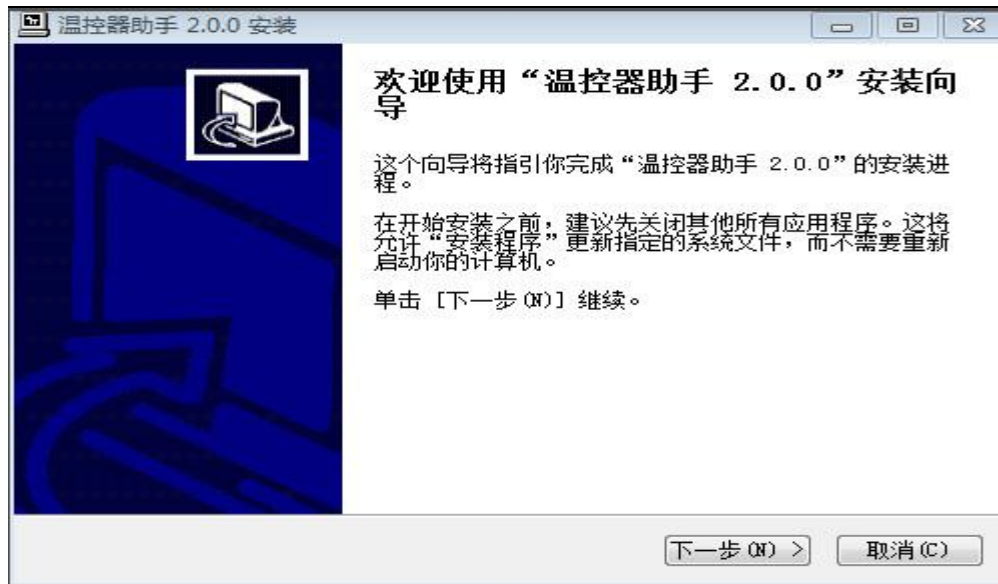 温控器助手 2.0.0 安装
欢迎使用“温控器助手 2.0.0”安装向
导
这个向导将指引你完成“温控器助手 2.0.0”的安装进
程。
在开始安装之前，建议先关闭其他所有应用程序。这将
允许“安装程序”更新指定的系统文件，而不需要重新
启动你的计算机。
单击 [下一步(N)] 继续。
下一步(N) >
取消(C)